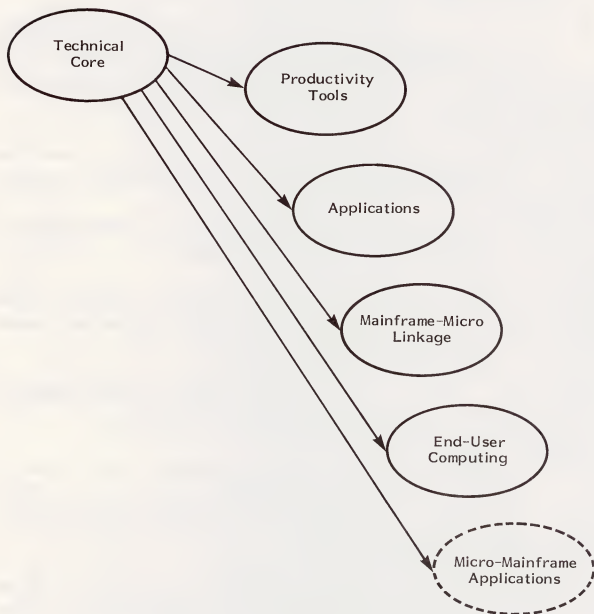 Technical
Core
Productivity
Tools
Applications
Mainframe-Micro
Linkage
End-User
Computing
Micro-Mainframe
Applications